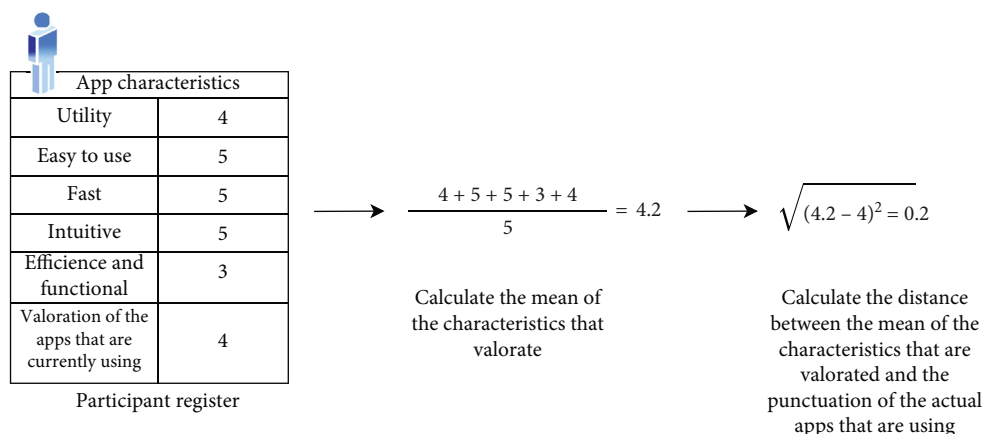 App characteristics
Utility 4
Easy to use 5
Fast 5
Intuitive 5
Efficience and
functional 3
Valoration of the
apps that are
currently using 4
Participant register
4 + 5 + 5 + 3 + 4
5
= 4.2
Calculate the mean of
the characteristics that
valorate
√(4.2 – 4)² = 0.2
Calculate the distance
between the mean of the
characteristics that are
valorated and the
punctuation of the actual
apps that are using